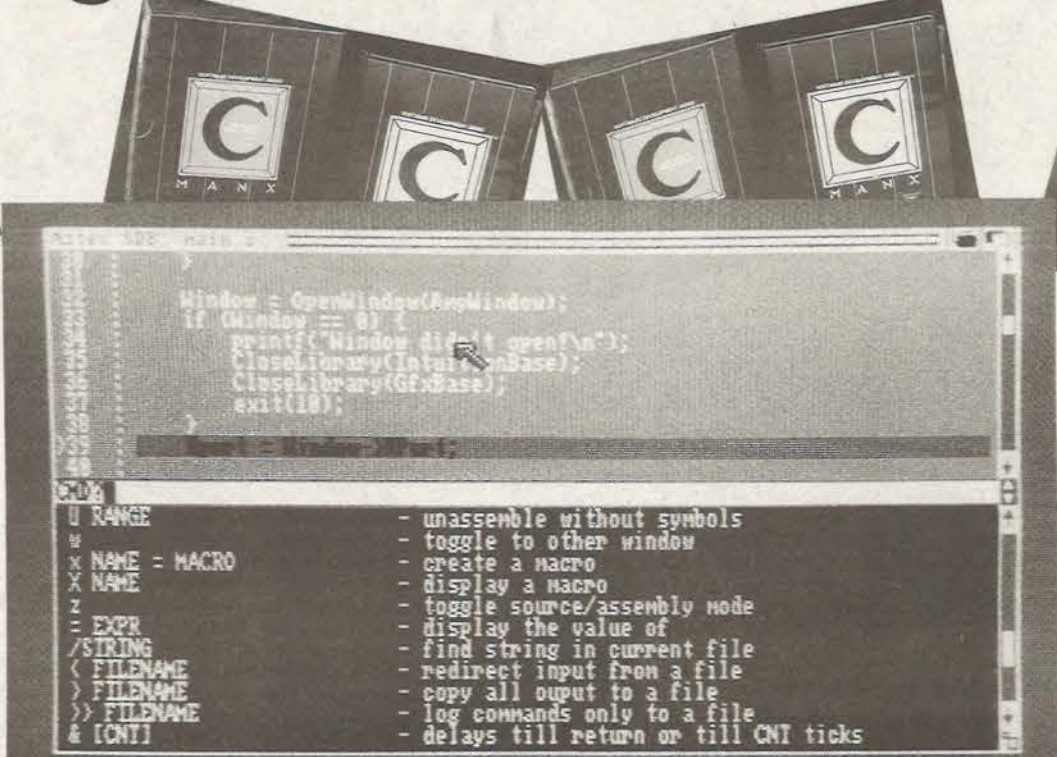 C
MANX
C
C
C
MANX
Aztec SDB main.c
}
Window = OpenWindow(AmpWindow);
if (Window == 0) {
printf("Window didn't openf\n");
CloseLibrary(IntuitionBase);
CloseLibrary(GfxBase);
exit(10);
}
CMD>
U RANGE - unassemble without symbols
w - toggle to other window
x NAME = MACRO - create a macro
X NAME - display a macro
z - toggle source/assembly mode
= EXPR - display the value of
/STRING - find string in current file
< FILENAME - redirect input from a file
> FILENAME - copy all ouput to a file
>> FILENAME - log commands only to a file
& [CNT] - delays till return or till CNT ticks